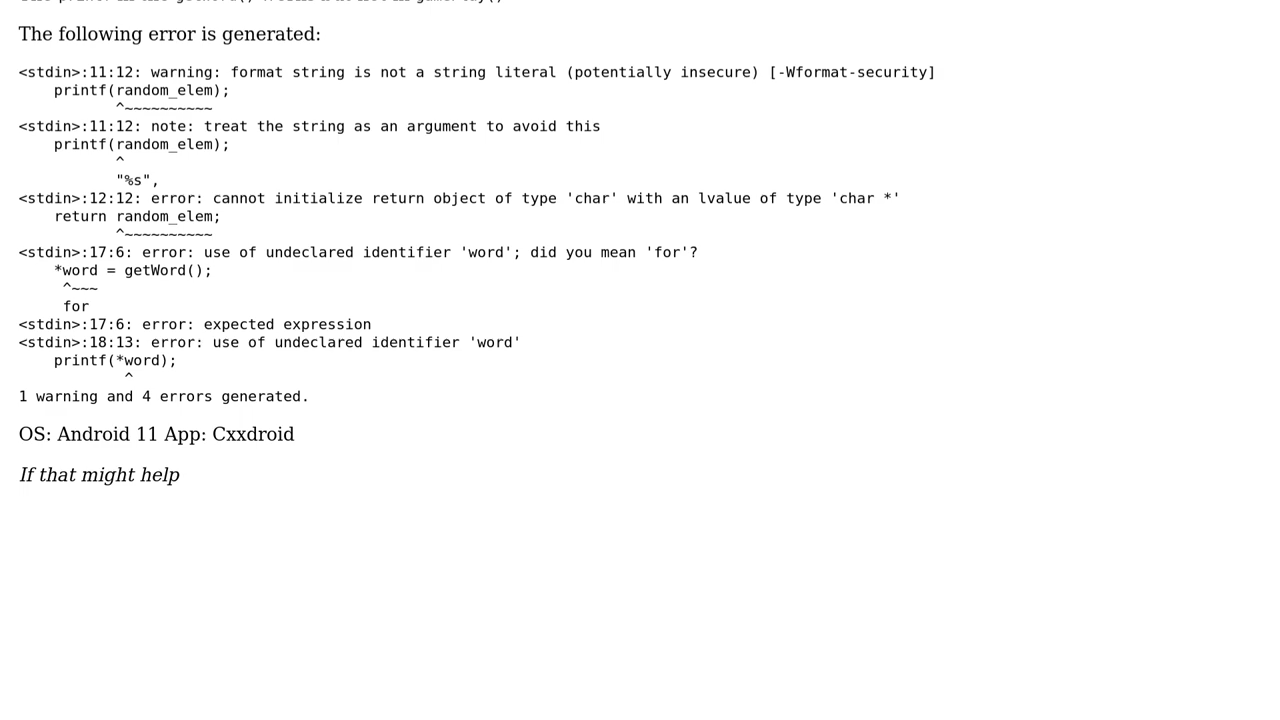 The following error is generated:
<stdin>:11:12: warning: format string is not a string literal (potentially insecure) [-Wformat-security]
    printf(random_elem);
           ^~~~~~~~~~~
<stdin>:11:12: note: treat the string as an argument to avoid this
    printf(random_elem);
           ^
           "%s",
<stdin>:12:12: error: cannot initialize return object of type 'char' with an lvalue of type 'char *'
    return random_elem;
           ^~~~~~~~~~~
<stdin>:17:6: error: use of undeclared identifier 'word'; did you mean 'for'?
    *word = getWord();
     ^~~~
     for
<stdin>:17:6: error: expected expression
<stdin>:18:13: error: use of undeclared identifier 'word'
    printf(*word);
            ^
1 warning and 4 errors generated.
OS: Android 11 App: Cxxdroid
If that might help